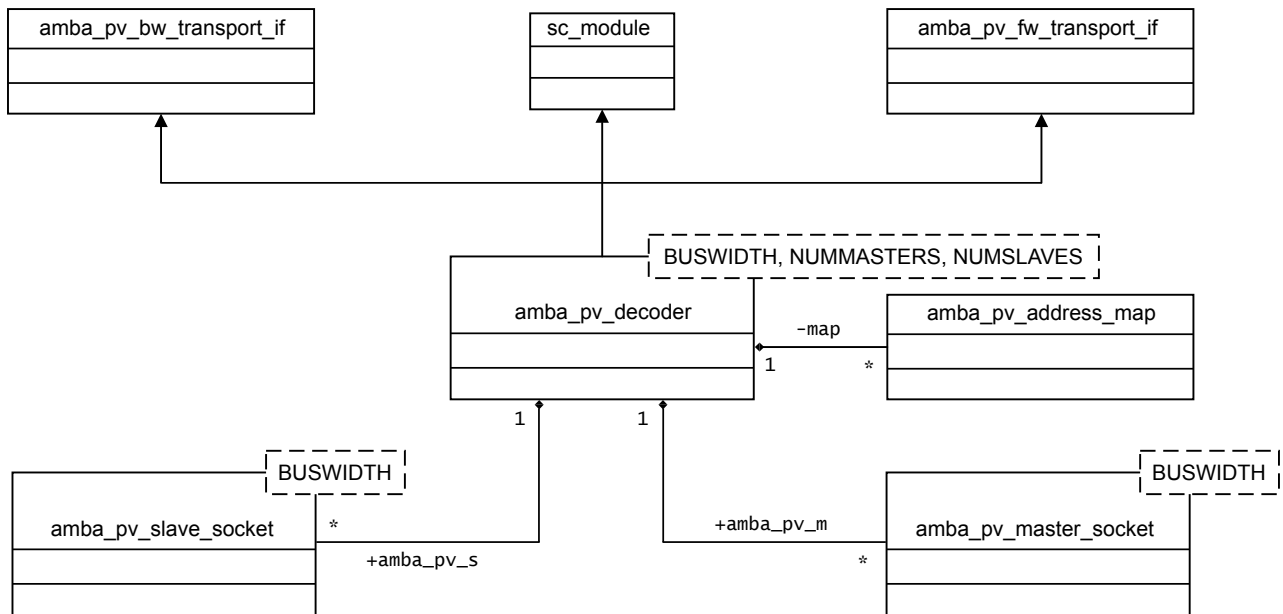 amba_pv_bw_transport_if
sc_module
amba_pv_fw_transport_if
BUSWIDTH, NUMMASTERS, NUMSLAVES
amba_pv_decoder
amba_pv_address_map
-map
1
*
1
1
BUSWIDTH
BUSWIDTH
amba_pv_slave_socket
*
+amba_pv_s
+amba_pv_m
*
amba_pv_master_socket